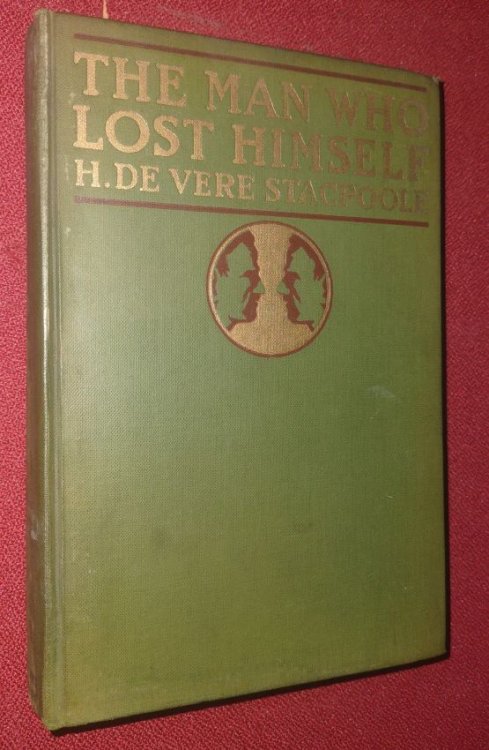 THE MAN WHO
LOST HIMSELF
H. DE VERE STACPOOLE